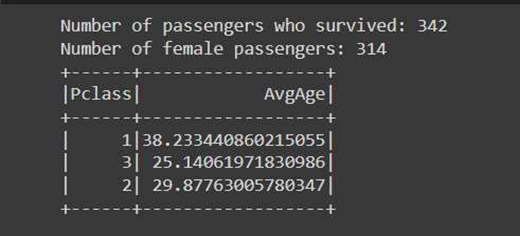 Number of passengers who survived: 342
Number of female passengers: 314
+------+------------------+
|Pclass|            AvgAge|
+------+------------------+
|     1|38.233440860215055|
|     3| 25.14061971830986|
|     2| 29.87763005780347|
+------+------------------+